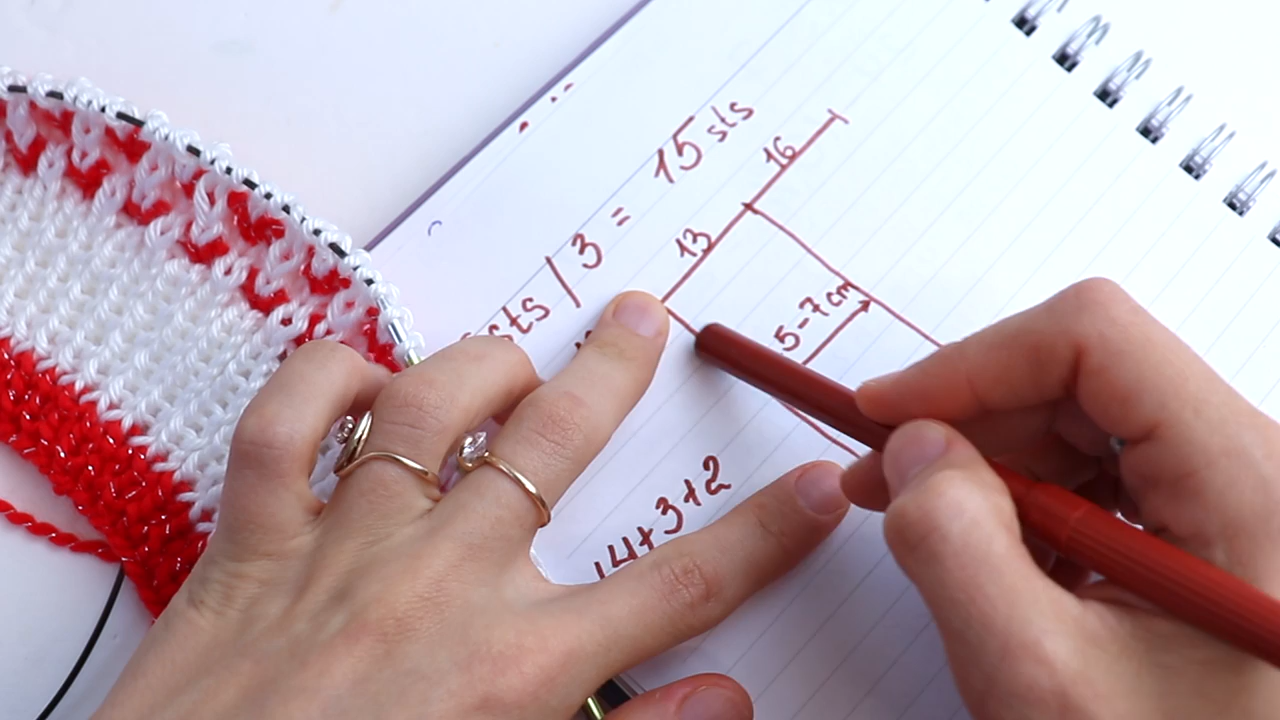 sts / 3 = 15 sts
13
16
5-7 cm
14+3+2